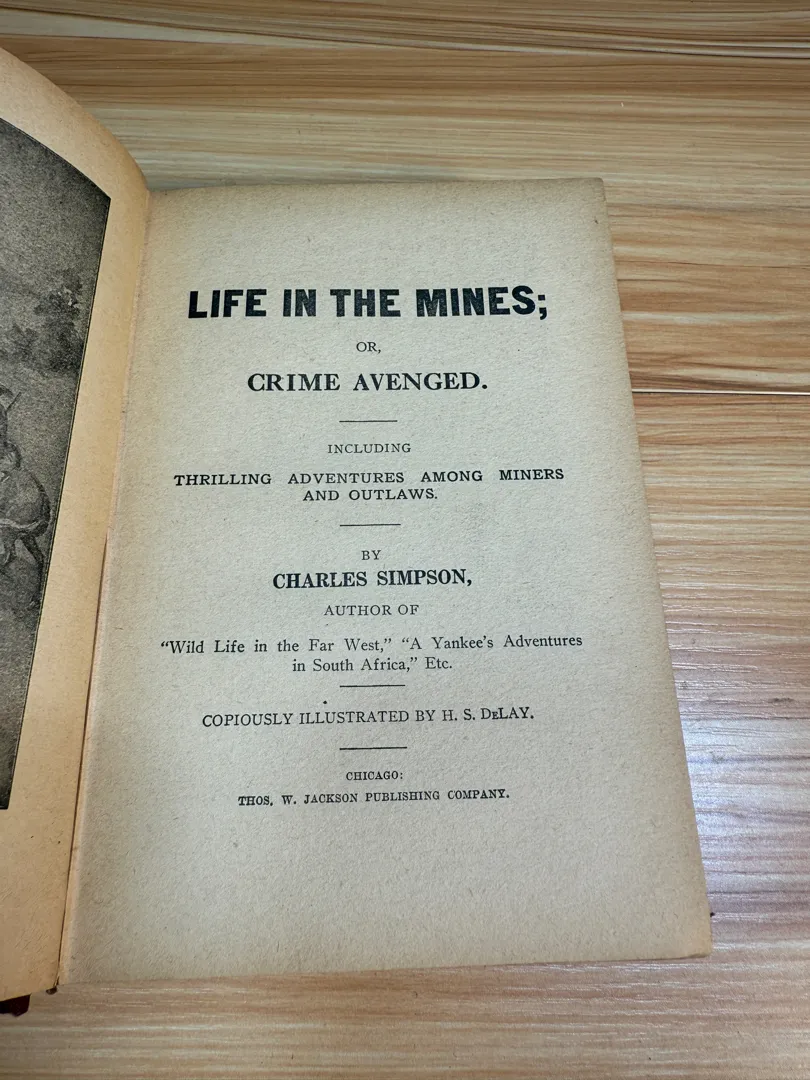 LIFE IN THE MINES;
OR,
CRIME AVENGED.
INCLUDING
THRILLING ADVENTURES AMONG MINERS
AND OUTLAWS.
BY
CHARLES SIMPSON,
AUTHOR OF
"Wild Life in the Far West," "A Yankee's Adventures
in South Africa," Etc.
COPIOUSLY ILLUSTRATED BY H. S. DeLAY.
CHICAGO:
THOS. W. JACKSON PUBLISHING COMPANY.